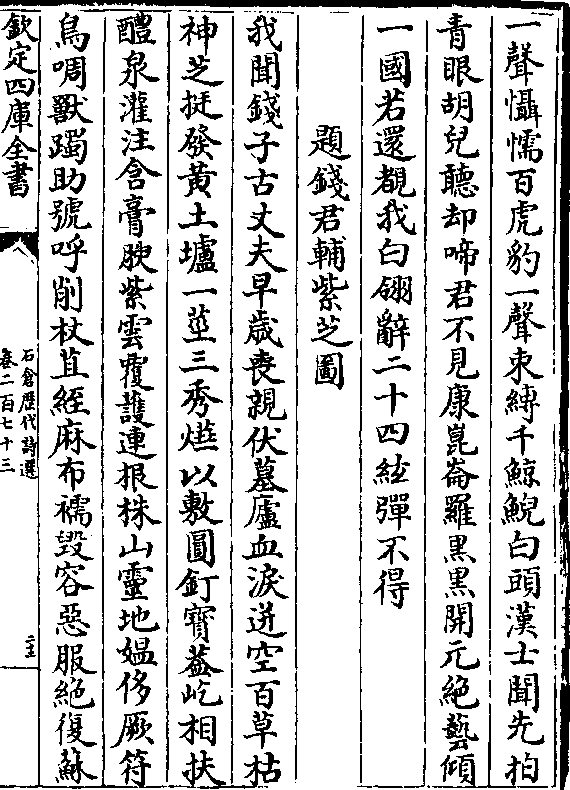 一聲懾懦百虎豹一聲束縛千鯨鯢白頭漢士聞先拍
青眼胡兒聽却啼君不見康崑崙羅黑黑開元絶藝傾
一國若還覩我白翎辭二十四絃彈不得
題錢君輔紫芝圖
我聞錢子古丈夫早歳喪親伏墓廬血淚迸空百草枯
神芝挺發黄土壚一莖三秀爗以敷圓釘寳葢屹相扶
醴泉灌注含膏腴紫雲覆護連根株山靈地媪侈厥符
鳥啁獸躅助號呼削杖苴絰麻布襦毀容惡服絶復蘇
欽定四庫全書
石倉歴代詩選
卷二百七十三